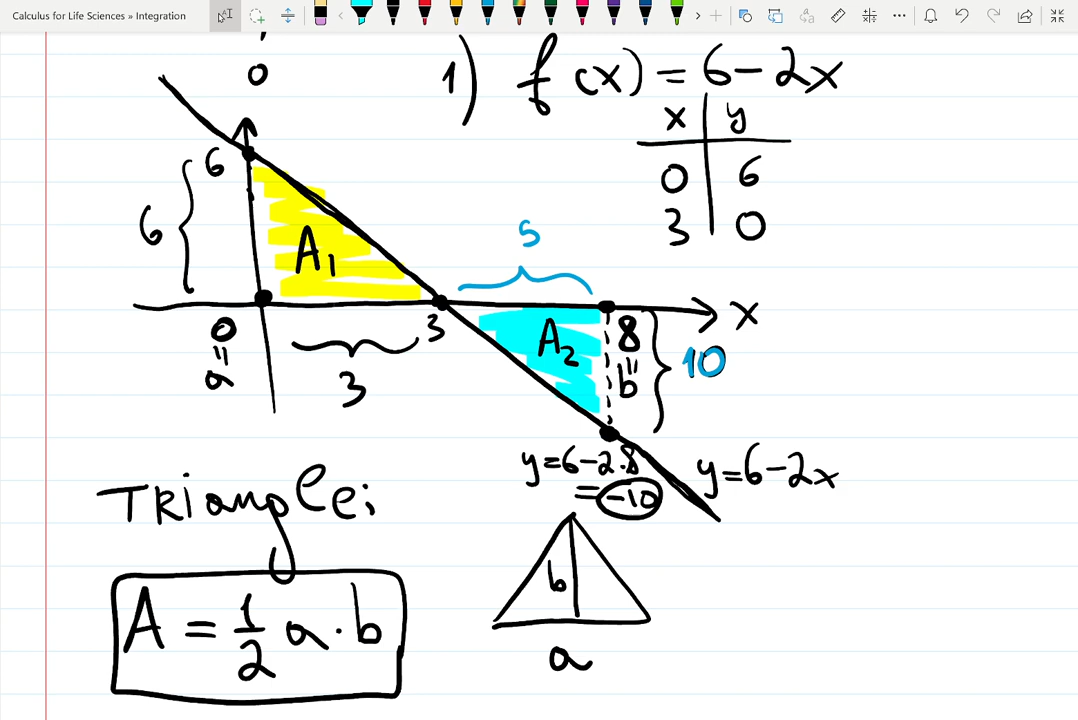 Calculus for Life Sciences » Integration
0
1) f(x) = 6-2x
x y
0 6
3 0
6
6
A₁
5
0
=
a
3
3
A₂
8
=
b
10
x
y=6-2.8
= -10
y=6-2x
Triangle:
A = 1/2 a·b
b
a